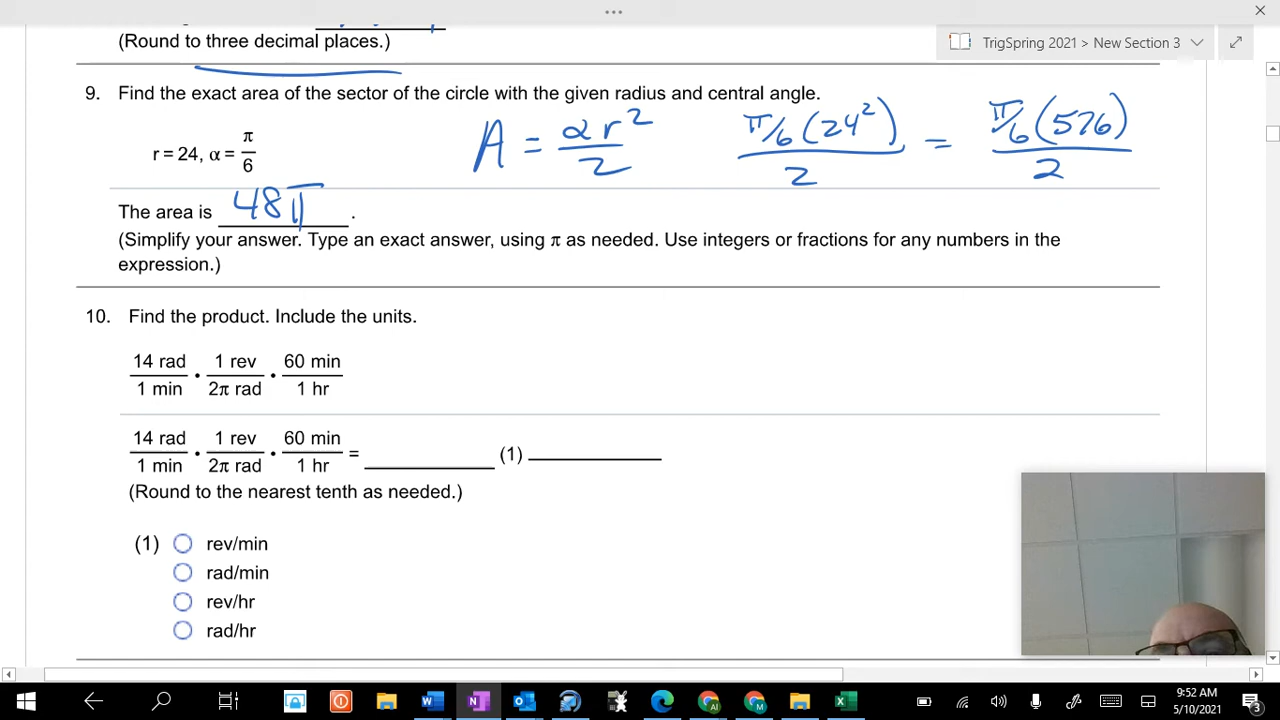 (Round to three decimal places.)
TrigSpring 2021 > New Section 3
9. Find the exact area of the sector of the circle with the given radius and central angle.
r = 24, α = π/6
A = αr²/2 π/6(24²)/2 = π/6(576)/2
The area is 48π.
(Simplify your answer. Type an exact answer, using π as needed. Use integers or fractions for any numbers in the
expression.)
10. Find the product. Include the units.
14 rad/1 min • 1 rev/2π rad • 60 min/1 hr
14 rad/1 min • 1 rev/2π rad • 60 min/1 hr = ________ (1) ________
(Round to the nearest tenth as needed.)
(1) rev/min
rad/min
rev/hr
rad/hr
9:52 AM
5/10/2021